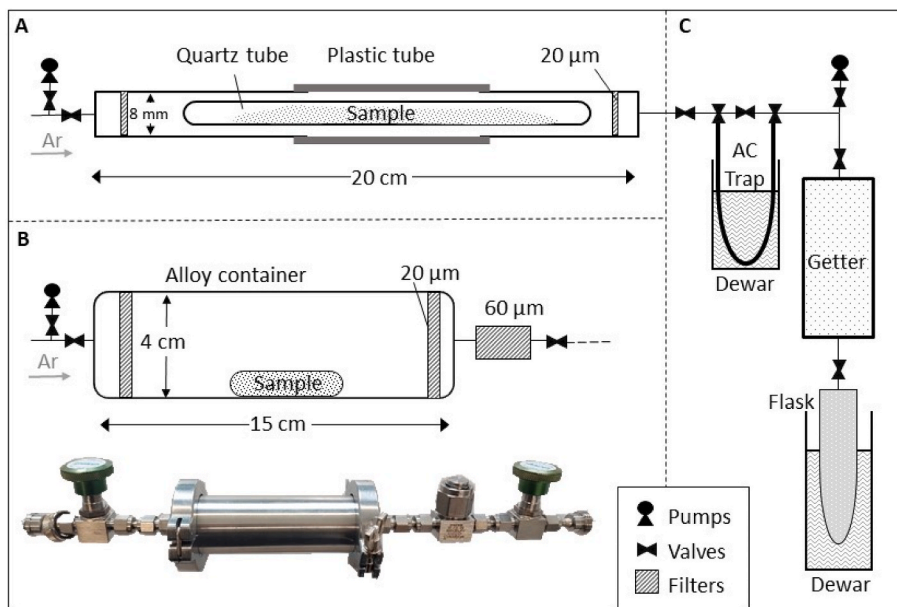 A
Quartz tube
Plastic tube
20 µm
8 mm
Sample
Ar
20 cm
B
Alloy container
20 µm
60 µm
4 cm
Ar
Sample
15 cm
C
AC
Trap
Dewar
Getter
Flask
Dewar
Pumps
Valves
Filters